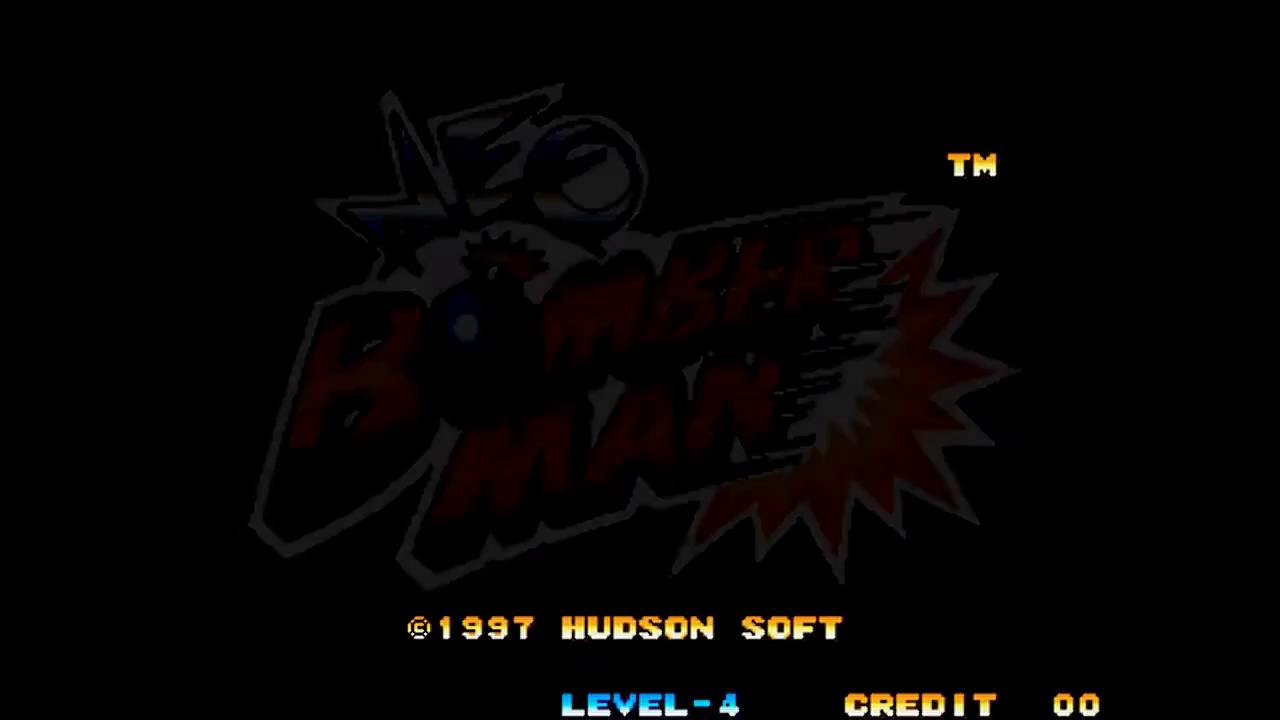 NEO
TM
BOMBER
MAN
©1997 HUDSON SOFT
LEVEL-4 CREDIT 00